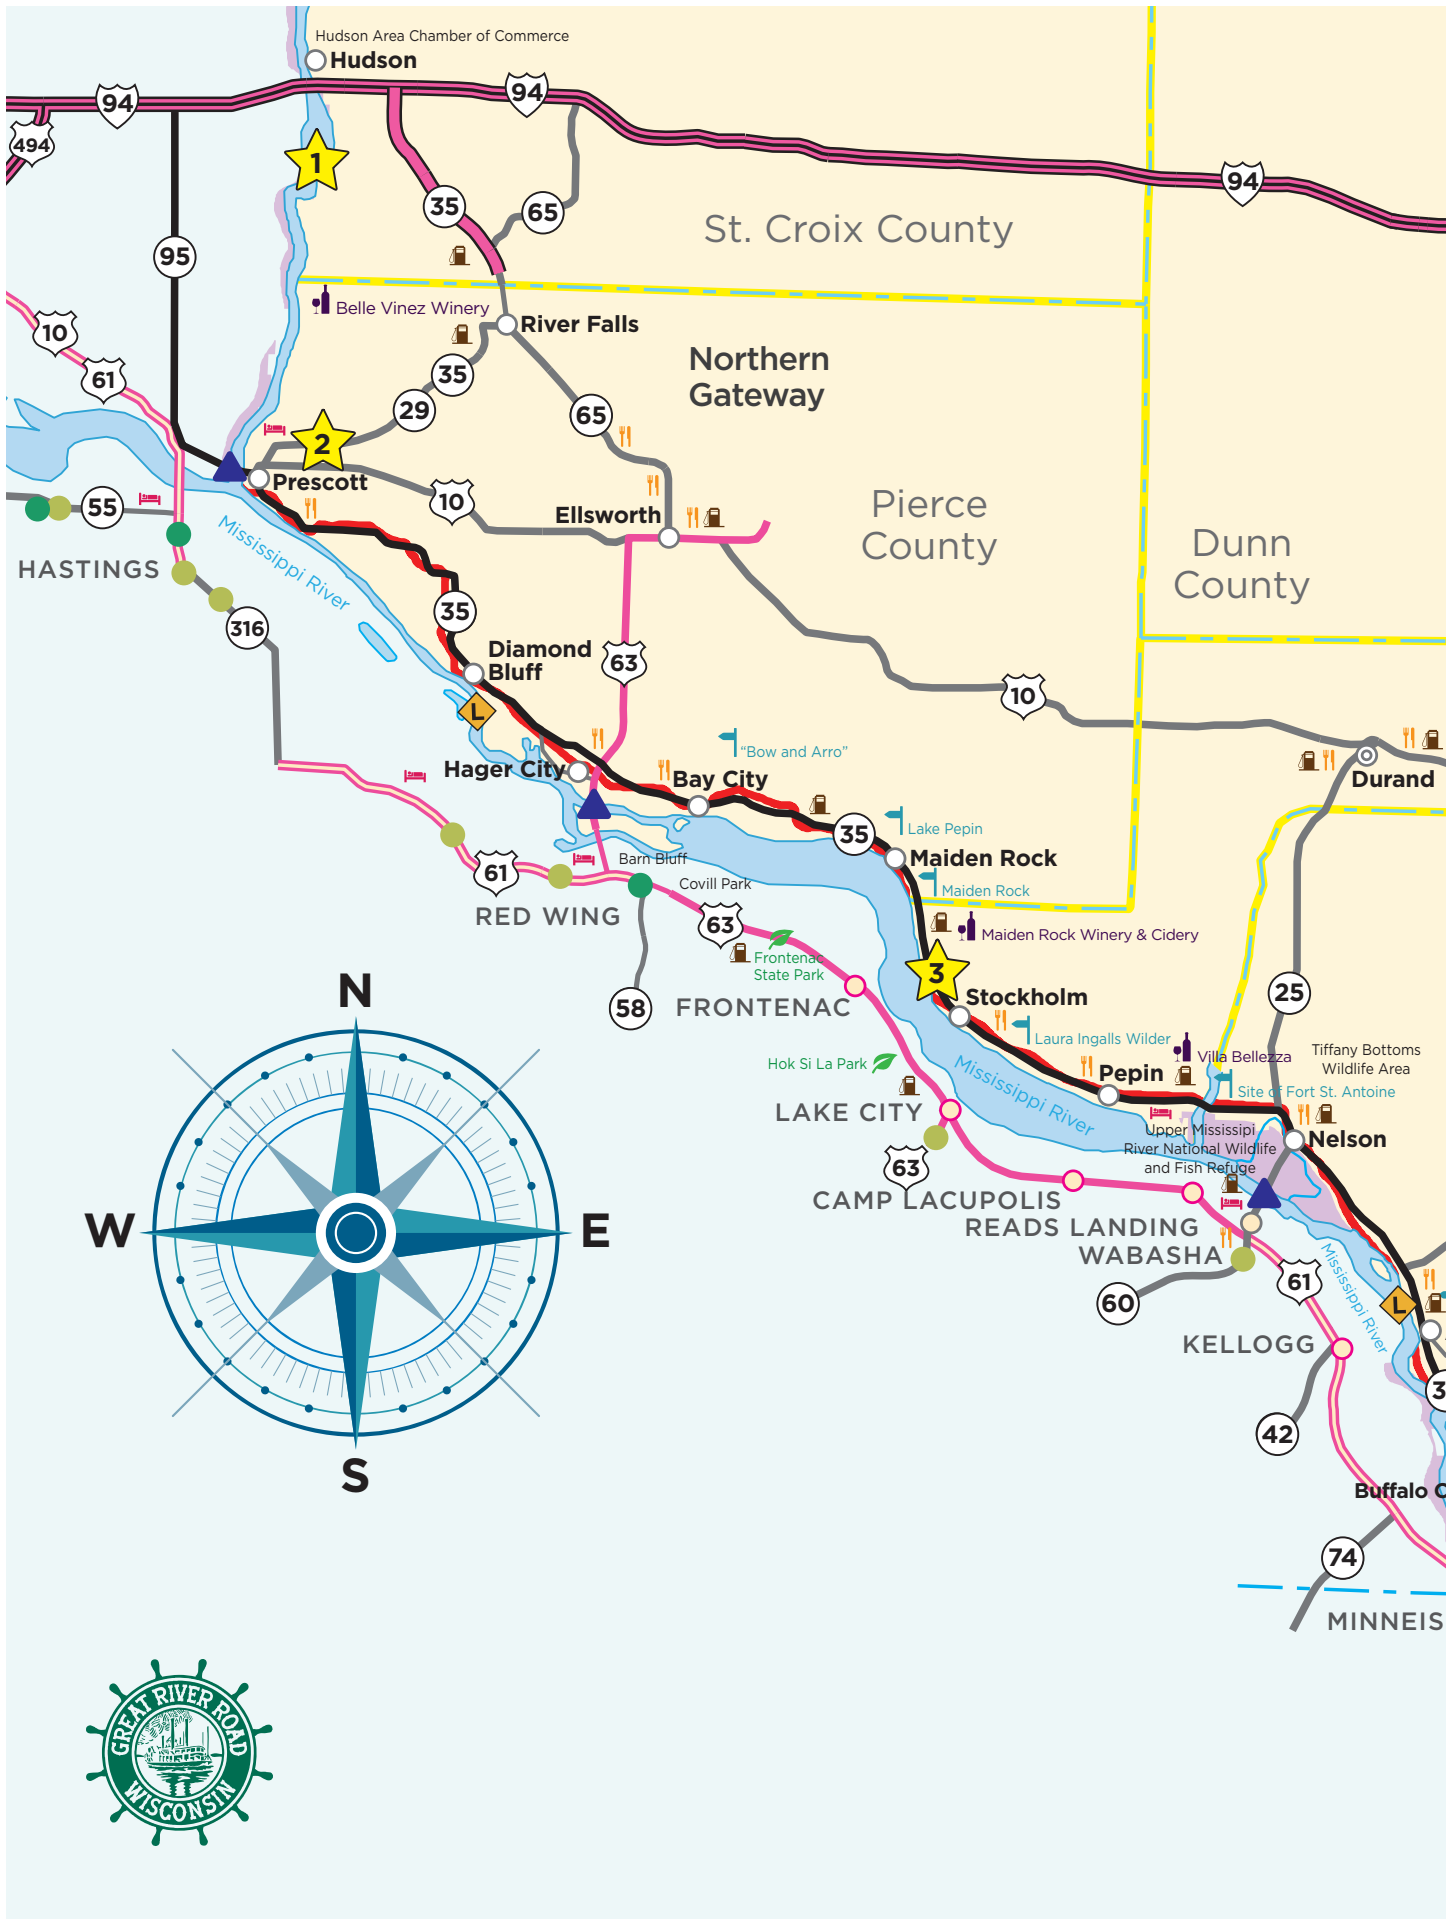 Hudson Area Chamber of Commerce
Hudson
94
94
494
1
94
35
65
St. Croix County
95
Belle Vinez Winery
10
River Falls
61
Northern
Gateway
35
29
65
2
Prescott
10
55
Ellsworth
Pierce
County
Dunn
County
Mississippi River
HASTINGS
316
35
Diamond
Bluff
63
10
L
"Bow and Arro"
Hager City
Bay City
Durand
Lake Pepin
35
Maiden Rock
Barn Bluff
61
Covill Park
Maiden Rock
RED WING
63
Maiden Rock Winery & Cidery
Frontenac
State Park
3
Stockholm
25
N
58
FRONTENAC
Laura Ingalls Wilder
Tiffany Bottoms
Wildlife Area
Villa Bellezza
Hok Si La Park
Mississippi River
Pepin
Site of Fort St. Antoine
LAKE CITY
Upper Mississippi
River National Wildlife
and Fish Refuge
Nelson
63
CAMP LACUPOLIS
READS LANDING
W
E
WABASHA
Mississippi River
61
60
L
KELLOGG
3
42
S
Buffalo C
74
MINNEIS
GREAT RIVER ROAD
WISCONSIN